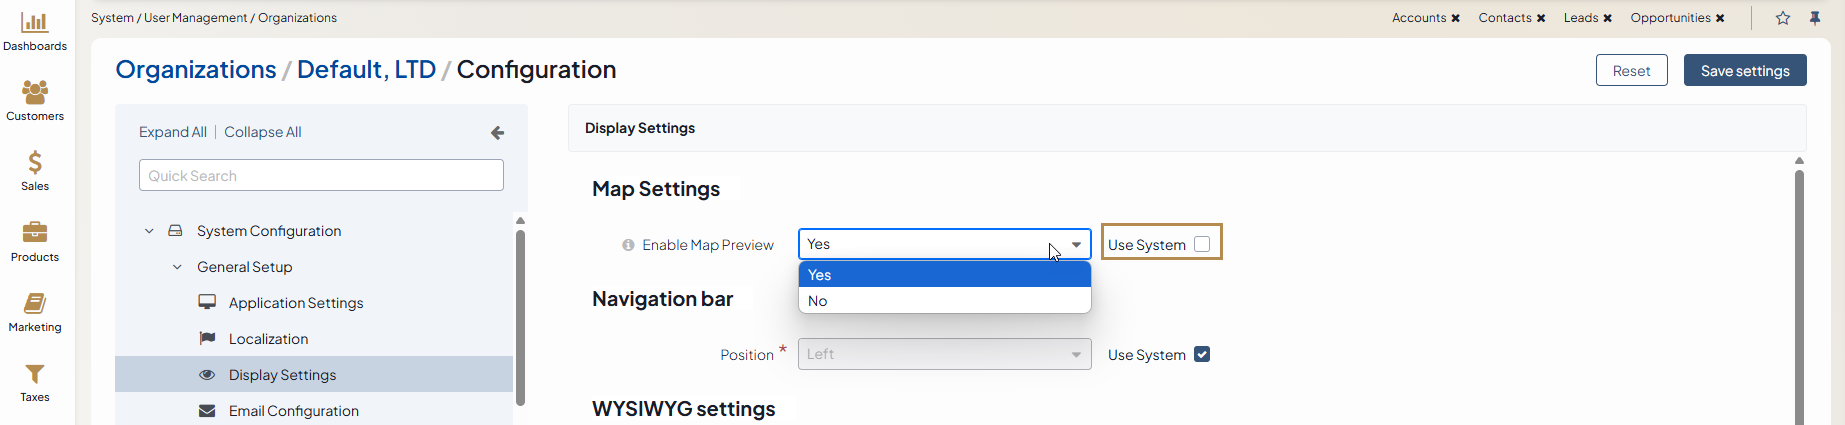 System / User Management / Organizations
Accounts ✖ Contacts ✖ Leads ✖ Opportunities ✖
Dashboards
Customers
Sales
Products
Marketing
Taxes
Organizations / Default, LTD / Configuration
Reset
Save settings
Expand All | Collapse All
Quick Search
System Configuration
General Setup
Application Settings
Localization
Display Settings
Email Configuration
Display Settings
Map Settings
Enable Map Preview Yes Use System
Yes
No
Navigation bar
Position * Left Use System
WYSIWYG settings